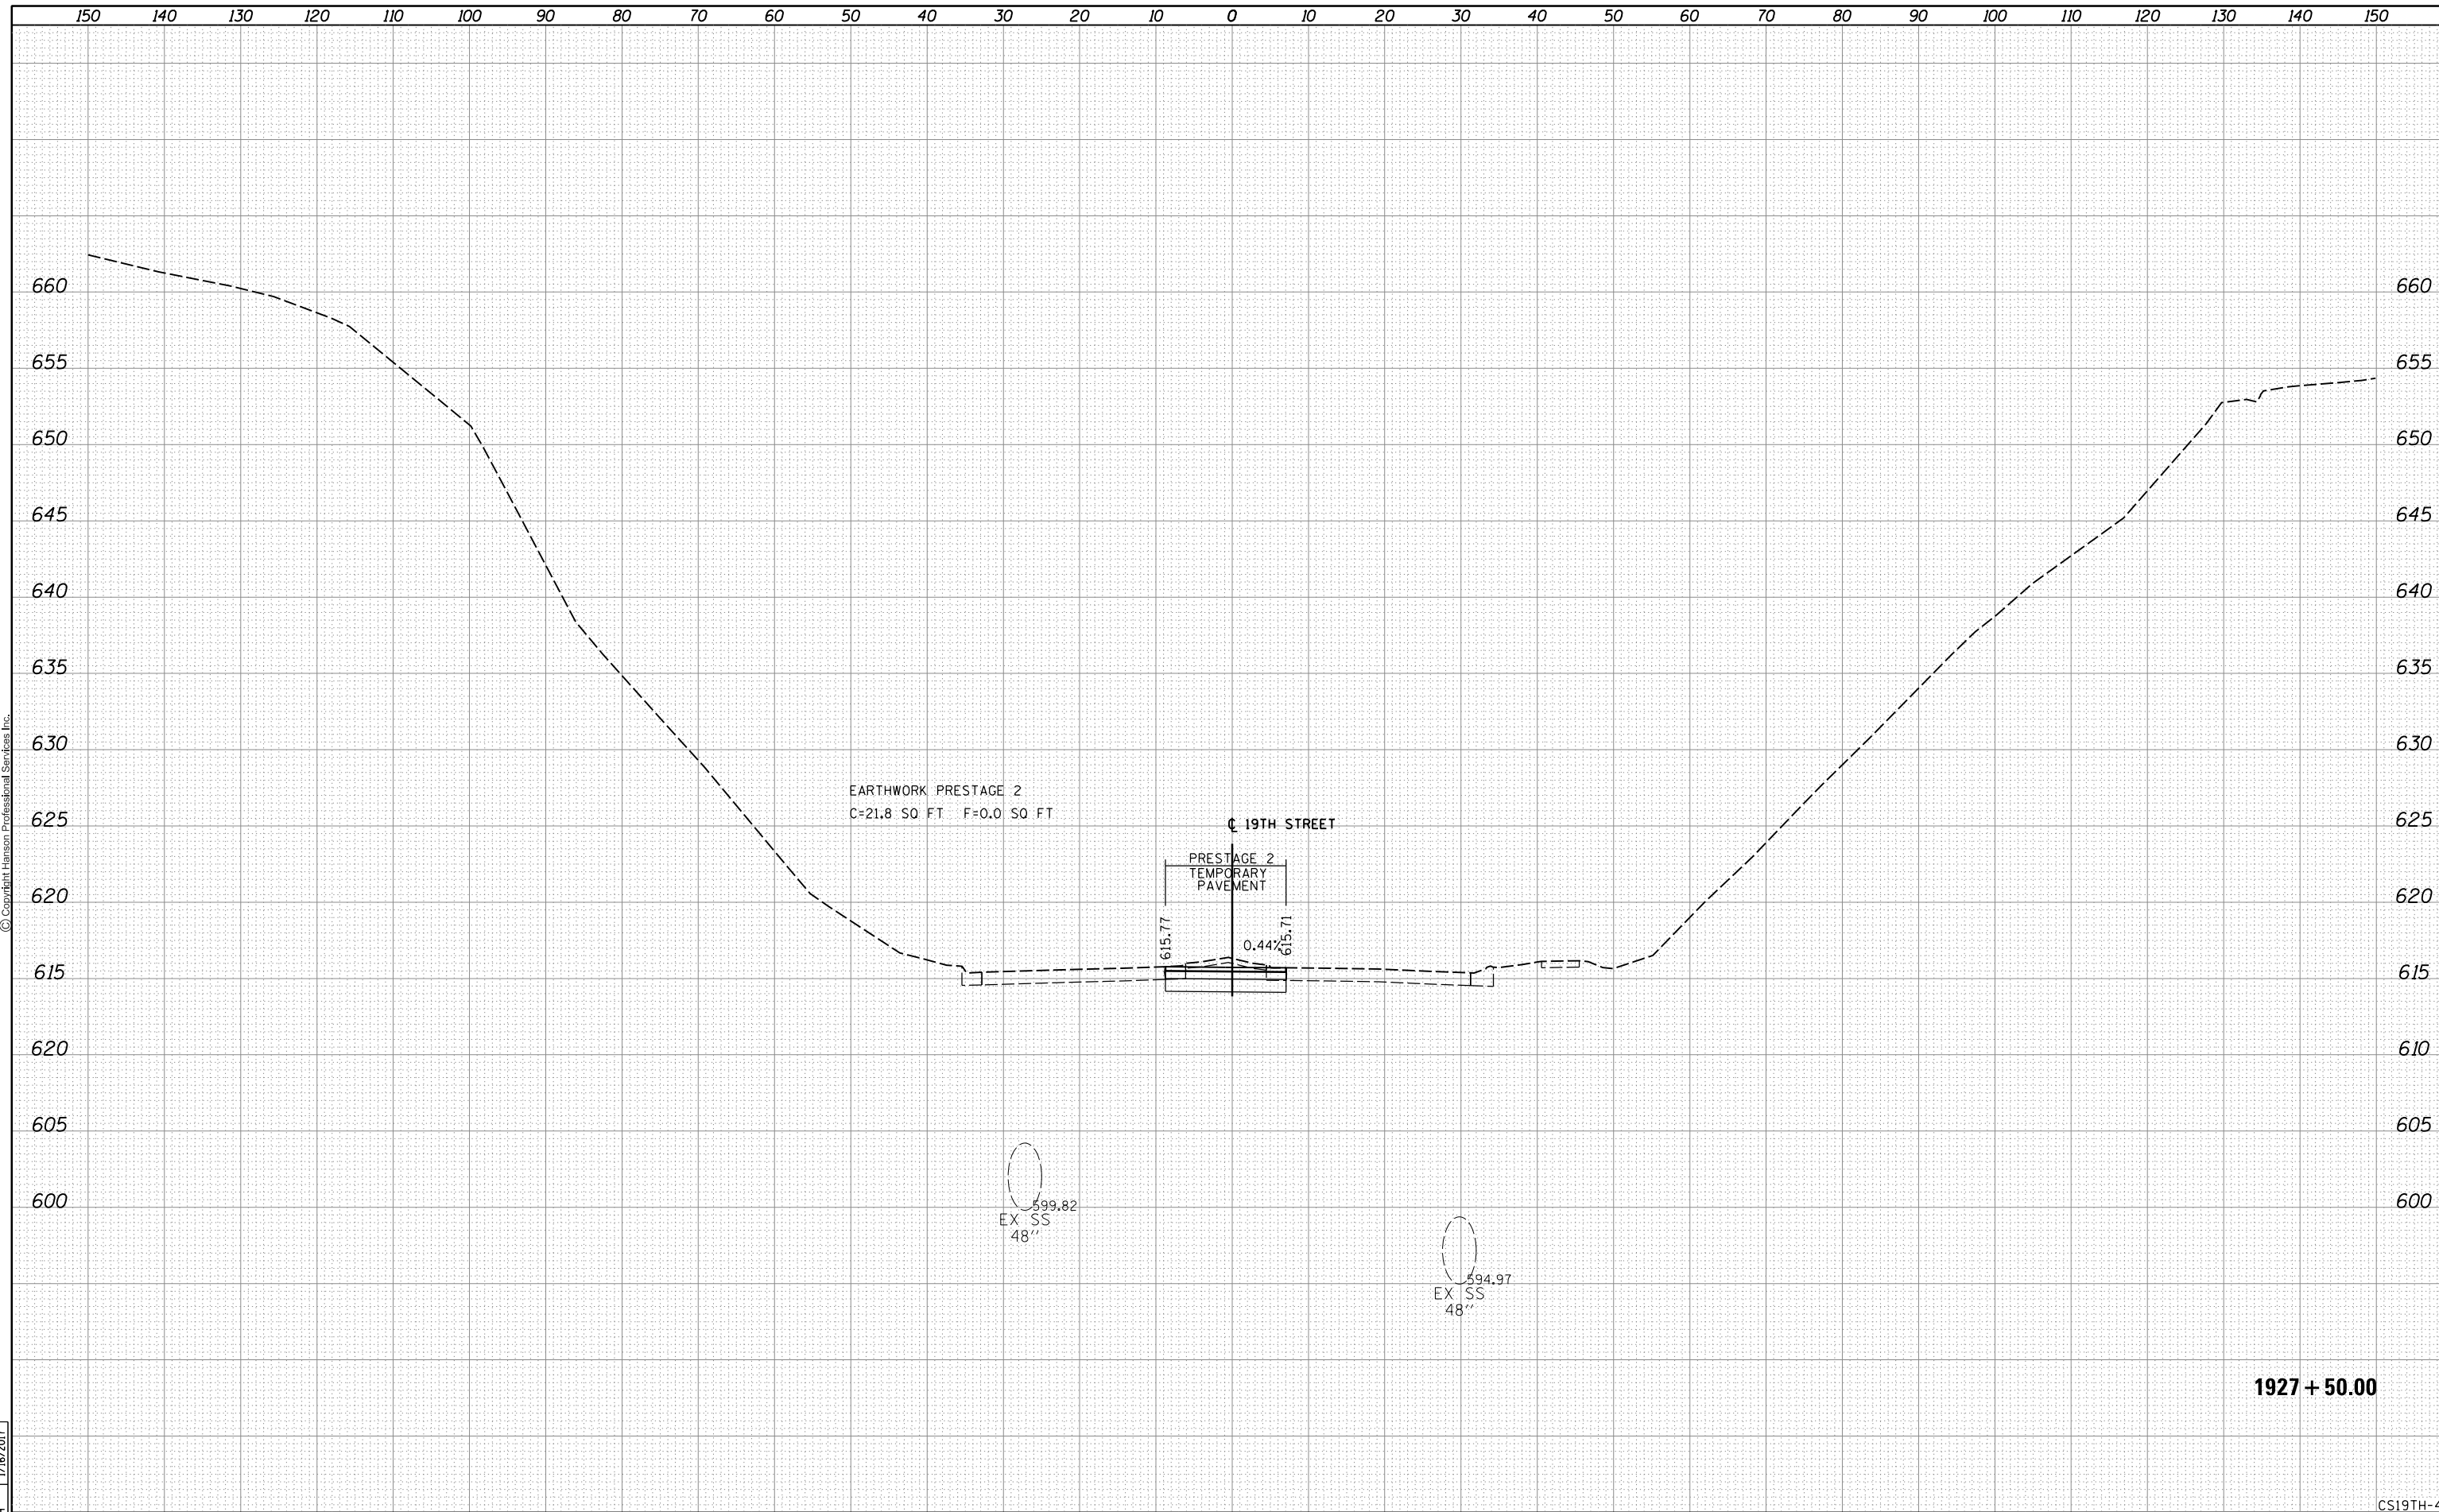 150 140 130 120 110 100 90 80 70 60 50 40 30 20 10 0 10 20 30 40 50 60 70 80 90 100 110 120 130 140 150
660 660
655 655
650 650
645 645
640 640
635 635
630 630
EARTHWORK PRESTAGE 2
C=21.8 SQ FT F=0.0 SQ FT
625 625
℄ 19TH STREET
PRESTAGE 2
TEMPORARY
PAVEMENT
620 620
615.77
0.44%
615.71
615 615
620 610
605 605
600 600
599.82
EX SS
48''
594.97
EX SS
48''
1927+50.00
© Copyright Hanson Professional Services Inc.
CS19TH-4